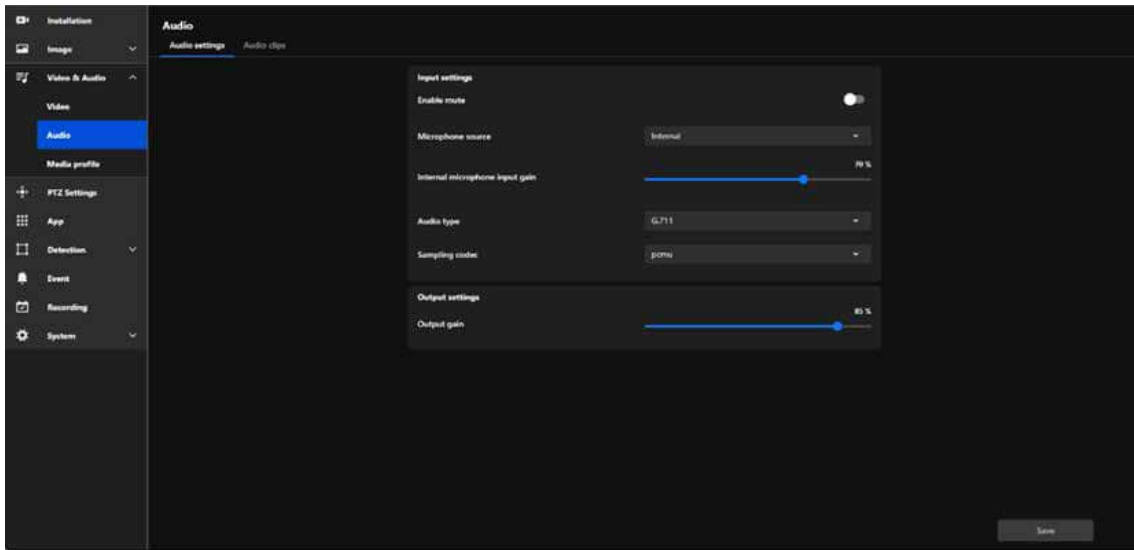 Installation
Image
Video & Audio
Video
Audio
Media profile
PTZ Settings
App
Detection
Event
Recording
System
Audio
Audio settings
Audio clips
Input settings
Enable mute
Microphone source
Internal
Internal microphone input gain
70 %
Audio type
G.711
Sampling codec
pcmu
Output settings
Output gain
85 %
Save